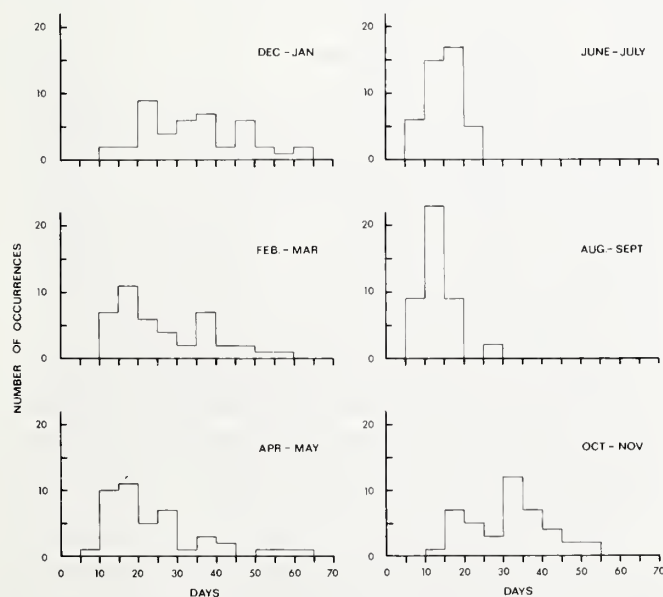 NUMBER OF OCCURRENCES
DEC - JAN
20
10
0
JUNE - JULY
20
10
0
FEB. - MAR
20
10
0
AUG. - SEPT
20
10
0
APR - MAY
20
10
0
0 10 20 30 40 50 60 70
DAYS
OCT - NOV
20
10
0
0 10 20 30 40 50 60 70
DAYS